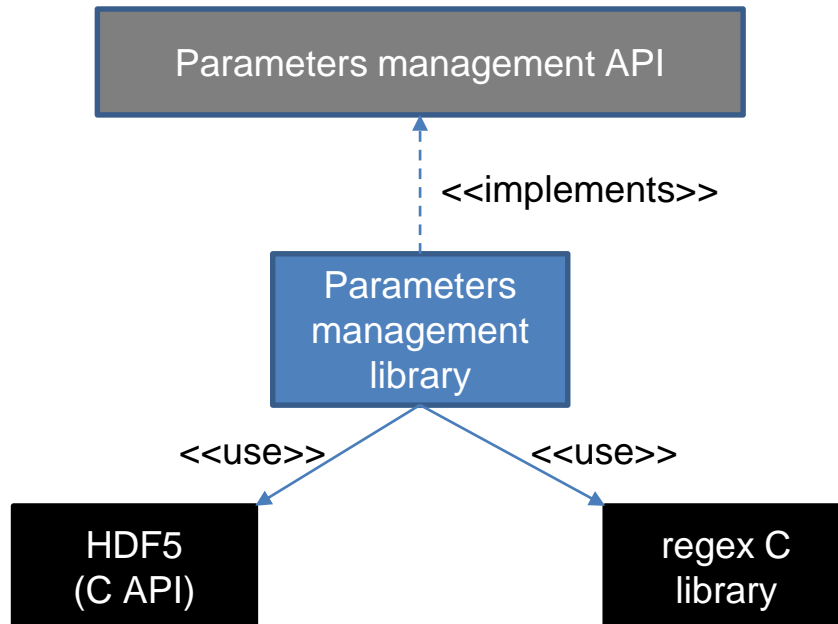 Parameters management API
<<implements>>
Parameters
management
library
<<use>>
<<use>>
HDF5
(C API)
regex C
library